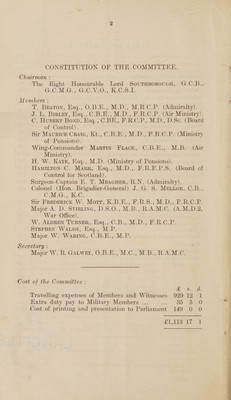 2
CONSTITUTION OF THE COMMITTEE.
Chairman :
The Right Honourable Lord SOUTHBOROUGH, G.C.B.,
G.C.M.G., G.C.V.O., K.C.S.I.
Members :
T. BEATON, Esq., O.B.E., M.D., M.R.C.P. (Admiralty).
J. L. BIRLEY, Esq., C.B.E., M.D., F.R.C.P. (Air Ministry).
C. HUBERT BOND, Esq., C.B.E., F.R.C.P., M.D., D.Sc. (Board
of Control).
Sir MAURICE CRAIG, Kt., C.B.E., M.D., F.R.C.P. (Ministry
of Pensions).
Wing-Commander MARTIN FLACK, C.B.E., M.B. (Air
Ministry).
H. W. KAYE, Esq., M.D. (Ministry of Pensions).
HAMILTON C. MARR, Esq., M.D., F.R.F.P.S. (Board of
Control for Scotland).
Surgeon-Captain E. T. MEAGHER, R.N. (Admiralty).
Colonel (Hon. Brigadier-General) J. G. S. MELLOR, C.B.,
C.M.G., K.C.
Sir FREDERICK W. MOTT, K.B.E., F.R.S., M.D., F.R.C.P.
Major A. D. STIRLING, D.S.O., M.B., R.A.M.C. (A.M.D.2,
War Office).
W. ALDREN TURNER, Esq., C.B., M.D., F.R.C.P.
STEPHEN WALSH, Esq., M.P.
Major W. WARING, C.B.E., M.P.
Secretary :
Major W. R. GALWEY, O.B.E., M.C., M.B., R.A.M.C.
Cost of the Committee :
£ s. d.
Travelling expenses of Members and Witnesses 929 12 1
Extra duty pay to Military Members ... ... 35 5 0
Cost of printing and presentation to Parliament 149 0 0
£1,113 17 1